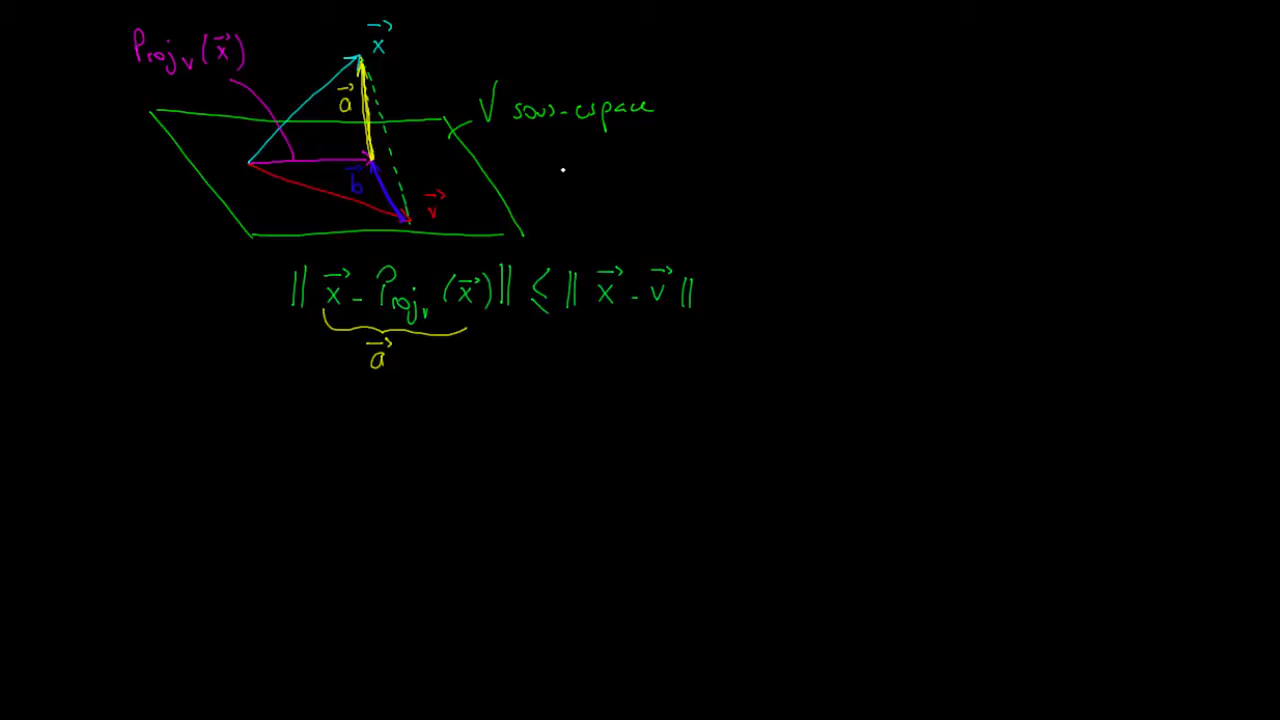 x⃗
Proj_V(x⃗)
a⃗
V sous-espace
b⃗
v⃗
‖ x⃗ - Proj_V (x⃗) ‖ ≤ ‖ x⃗ - v⃗ ‖
a⃗